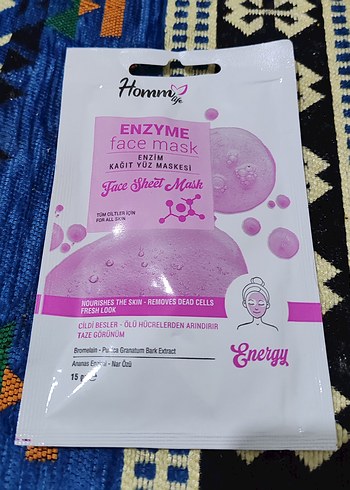 Homm life
ENZYME
face mask
ENZİM
KAĞIT YÜZ MASKESİ
Face Sheet Mask
TÜM CİLTLER İÇİN
FOR ALL SKIN
NOURISHES THE SKIN - REMOVES DEAD CELLS
FRESH LOOK
CİLDİ BESLER - ÖLÜ HÜCRELERDEN ARINDIRIR
TAZE GÖRÜNÜM
Energy
Bromelain - Granatum Bark Extract
Ananas - Nar Özü
15